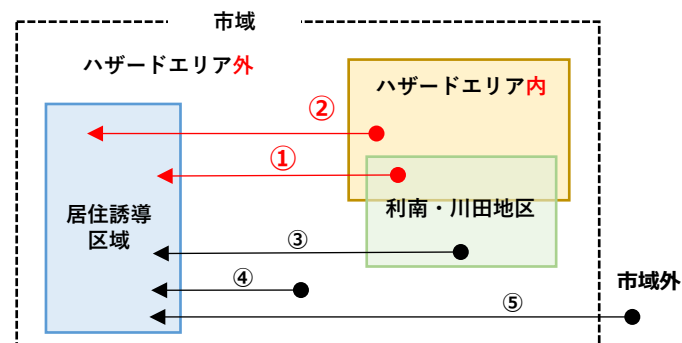 市域
ハザードエリア外
ハザードエリア内
②
①
利南・川田地区
居住誘導
区域
③
④
市域外
⑤